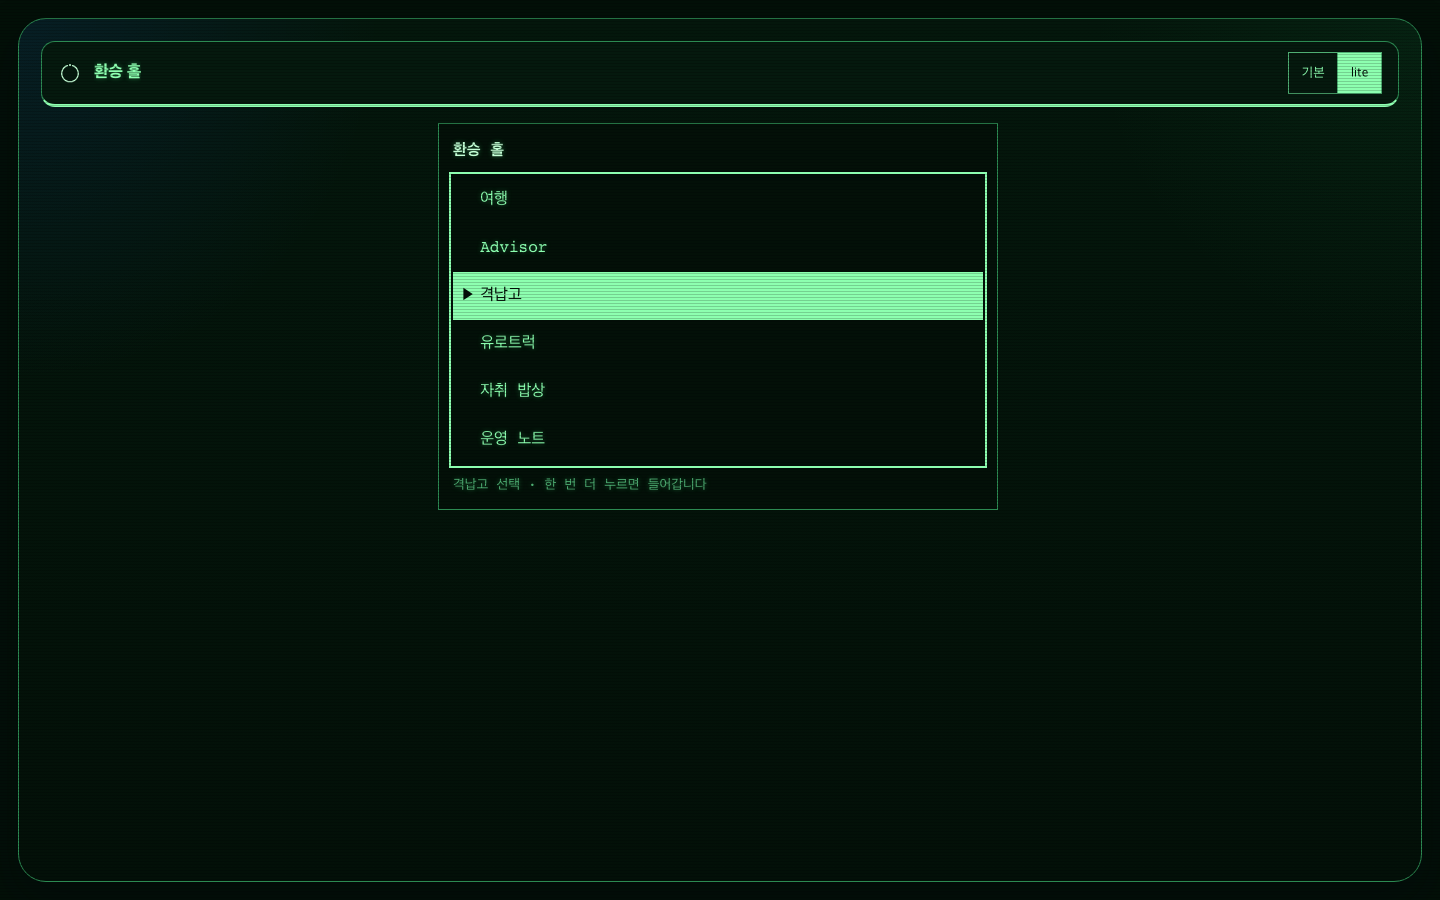 환승 홀
기본 lite
환승 홀
여행
Advisor
▶ 격납고
유로트럭
자취 밥상
운영 노트
격납고 선택 · 한 번 더 누르면 들어갑니다